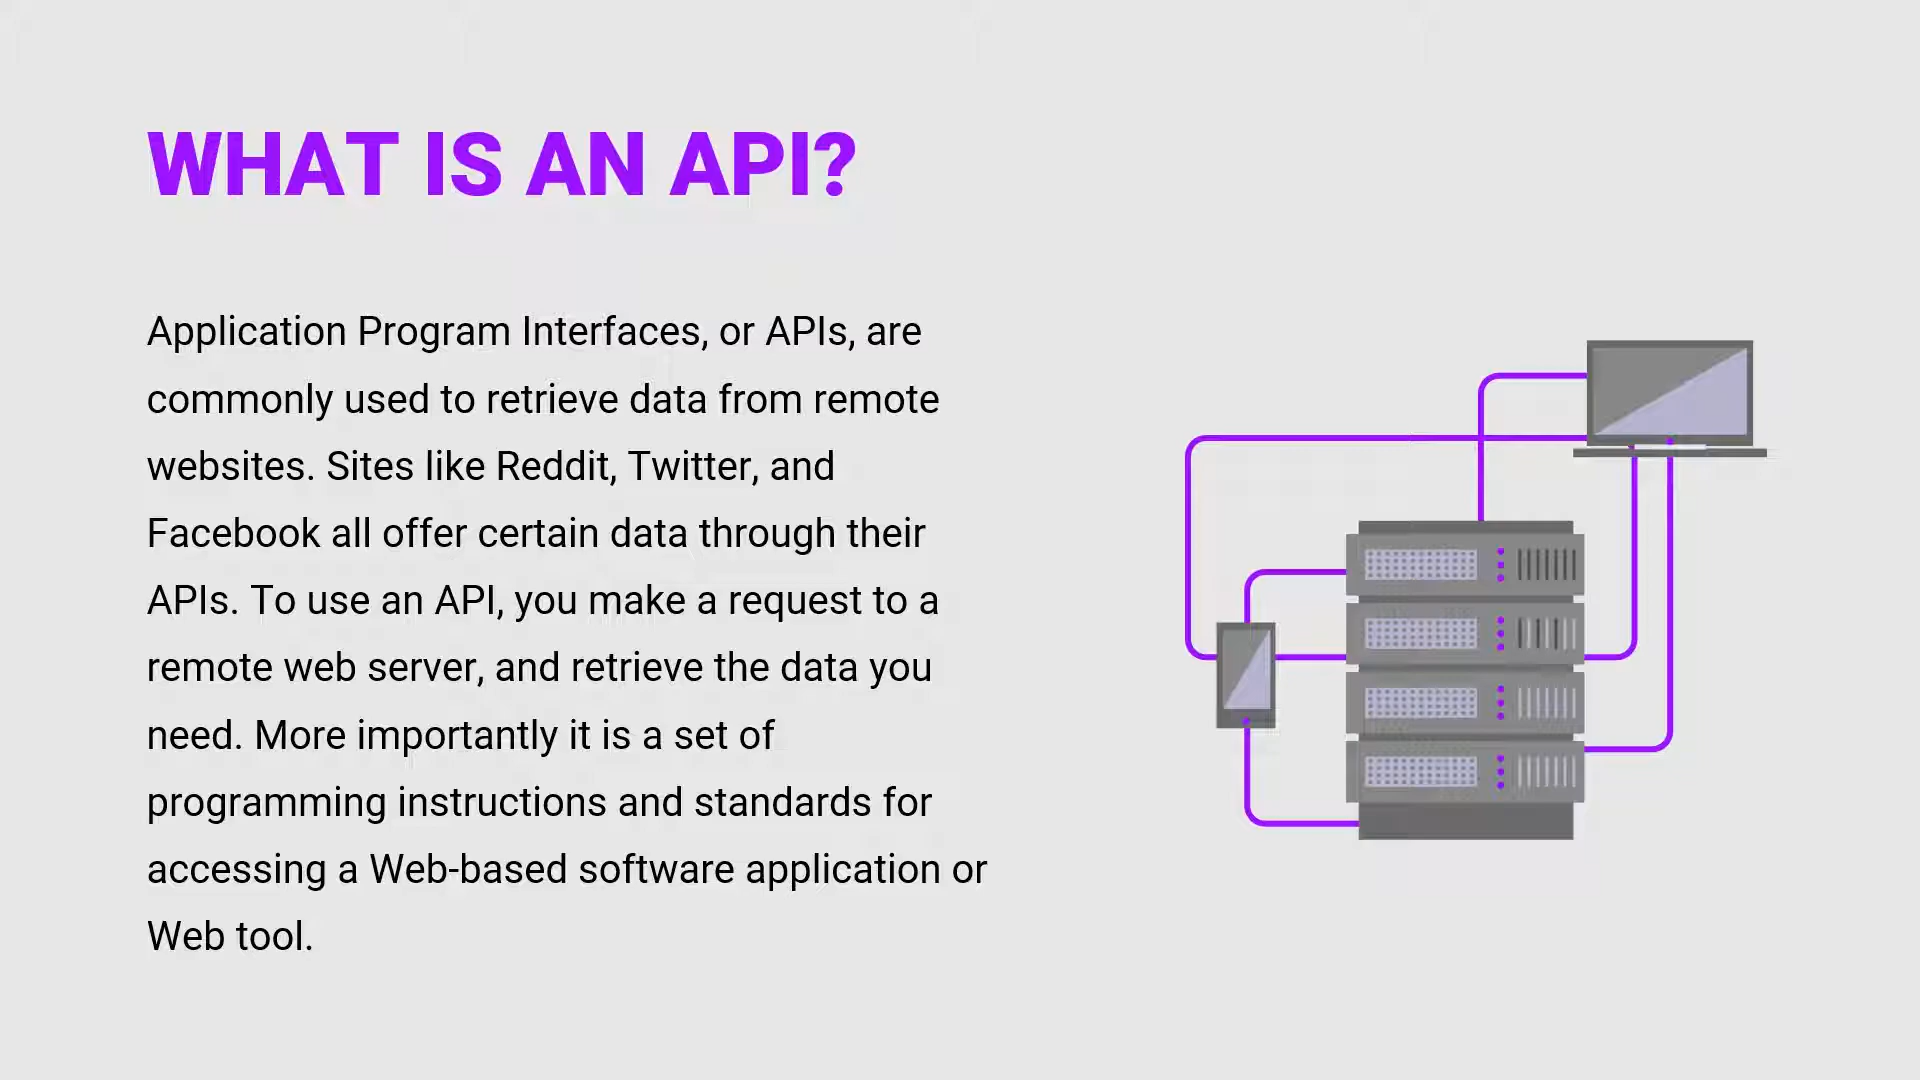 WHAT IS AN API?
Application Program Interfaces, or APIs, are
commonly used to retrieve data from remote
websites. Sites like Reddit, Twitter, and
Facebook all offer certain data through their
APIs. To use an API, you make a request to a
remote web server, and retrieve the data you
need. More importantly it is a set of
programming instructions and standards for
accessing a Web-based software application or
Web tool.